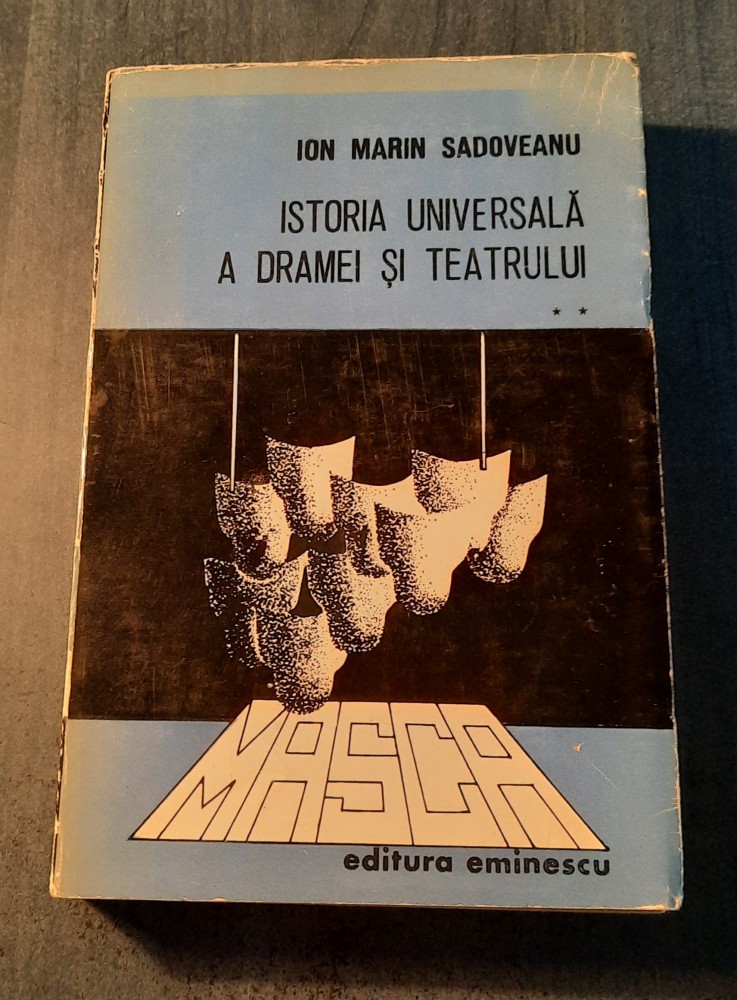 ION MARIN SADOVEANU
ISTORIA UNIVERSALĂ
A DRAMEI ȘI TEATRULUI
* *
MASCA
editura eminescu